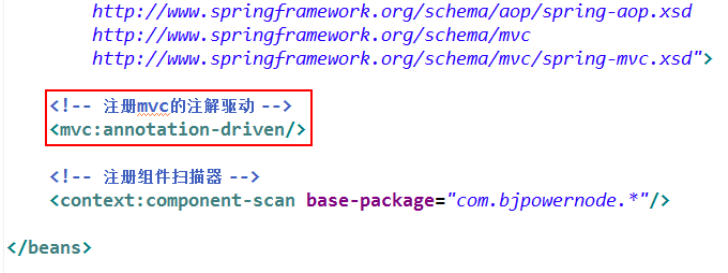 http://www.springframework.org/schema/aop/spring-aop.xsd
http://www.springframework.org/schema/mvc
http://www.springframework.org/schema/mvc/spring-mvc.xsd">
<!-- 注册mvc的注解驱动 -->
<mvc:annotation-driven/>
<!-- 注册组件扫描器 -->
<context:component-scan base-package="com.bjpowernode.*"/>
</beans>